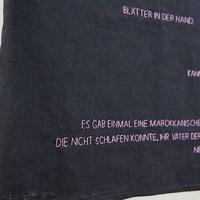 BLÄTTER IN DER HAND.
KANN
ES GAB EINMAL EINE MAROKKANISCHE
DIE NICHT SCHLAFEN KONNTE, IHR VATER DER
NE